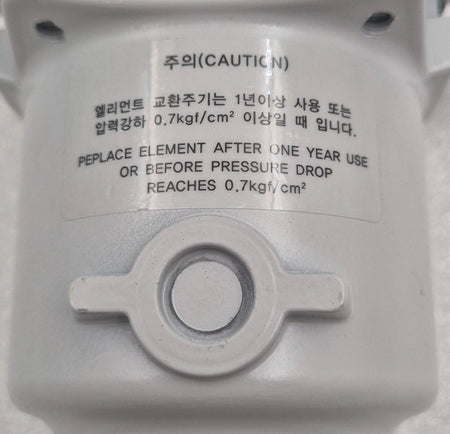 주의(CAUTION)
엘리먼트 교환주기는 1년이상 사용 또는
압력강하 0.7kgf/cm² 이상일 때 입니다.
PEPLACE ELEMENT AFTER ONE YEAR USE
OR BEFORE PRESSURE DROP
REACHES 0.7kgf/cm²